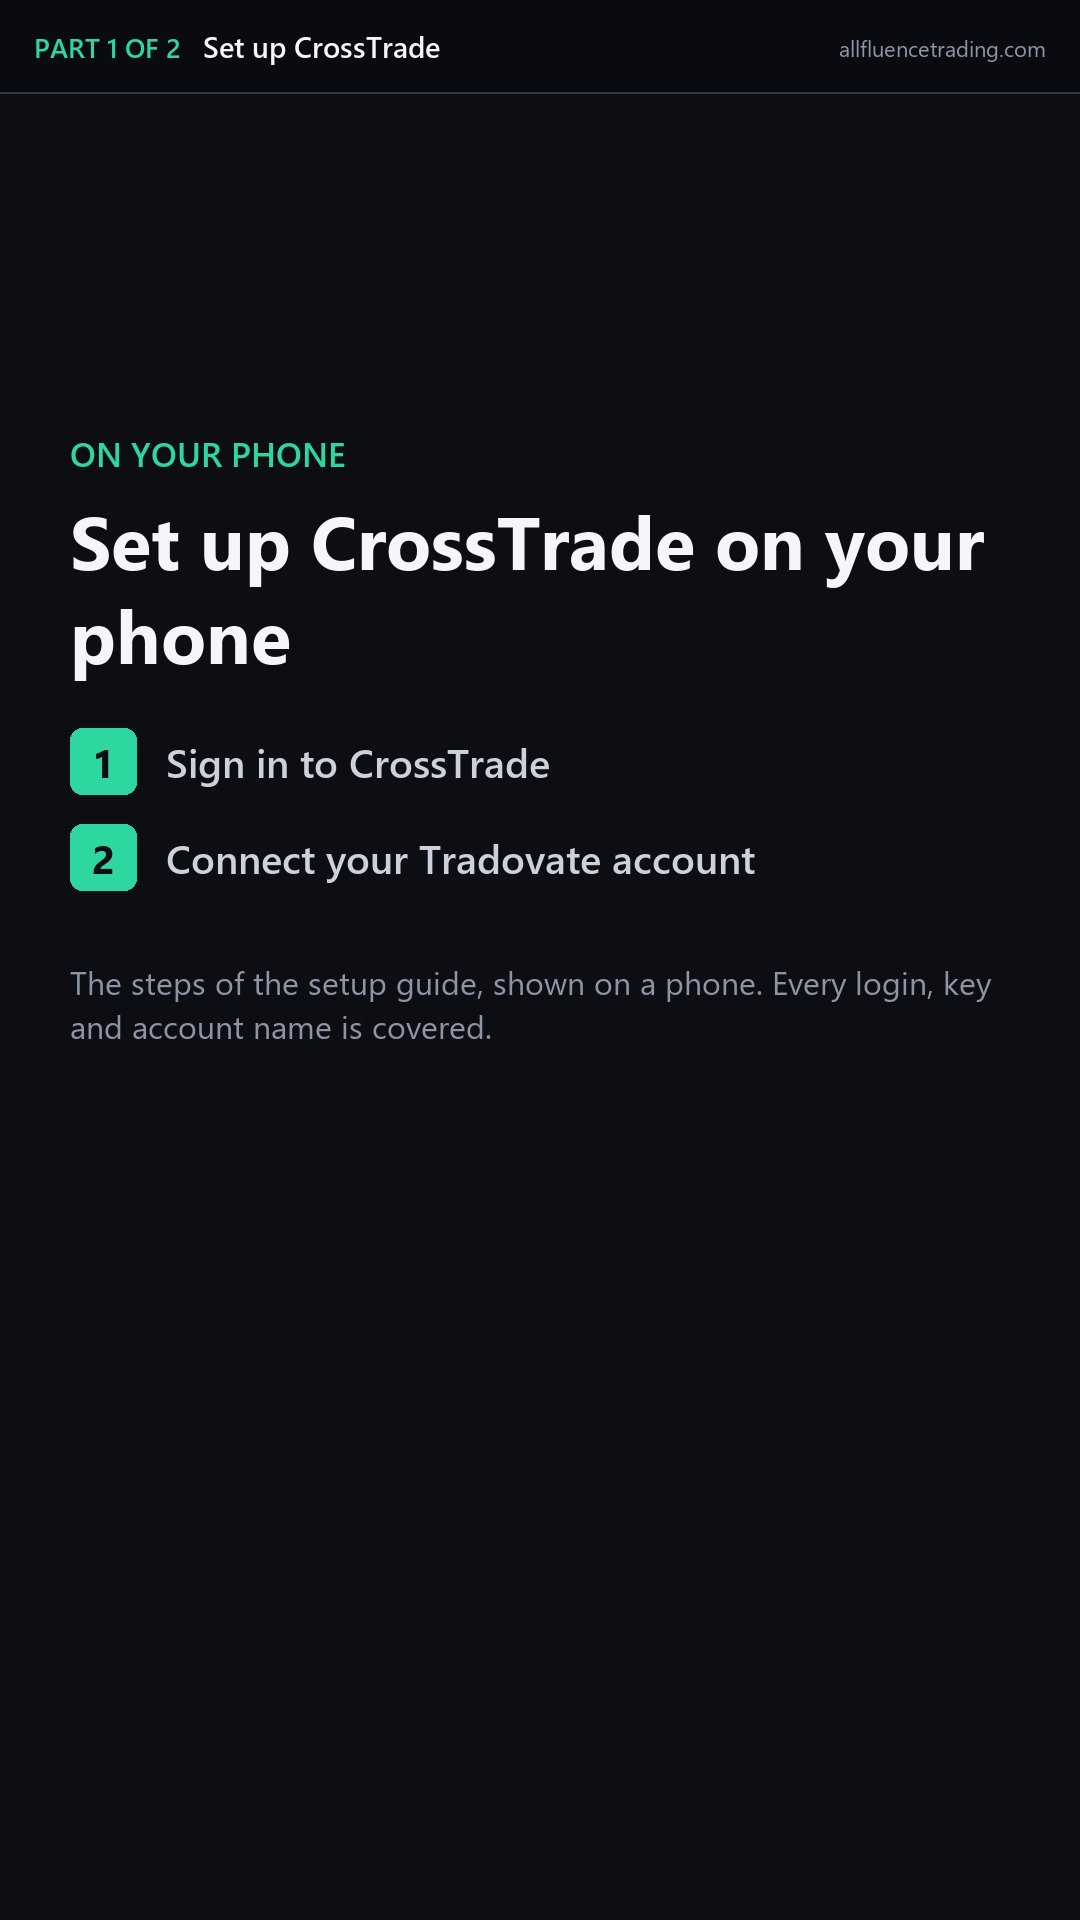 PART 1 OF 2 Set up CrossTrade allfluencetrading.com
ON YOUR PHONE
Set up CrossTrade on your
phone
1 Sign in to CrossTrade
2 Connect your Tradovate account
The steps of the setup guide, shown on a phone. Every login, key
and account name is covered.